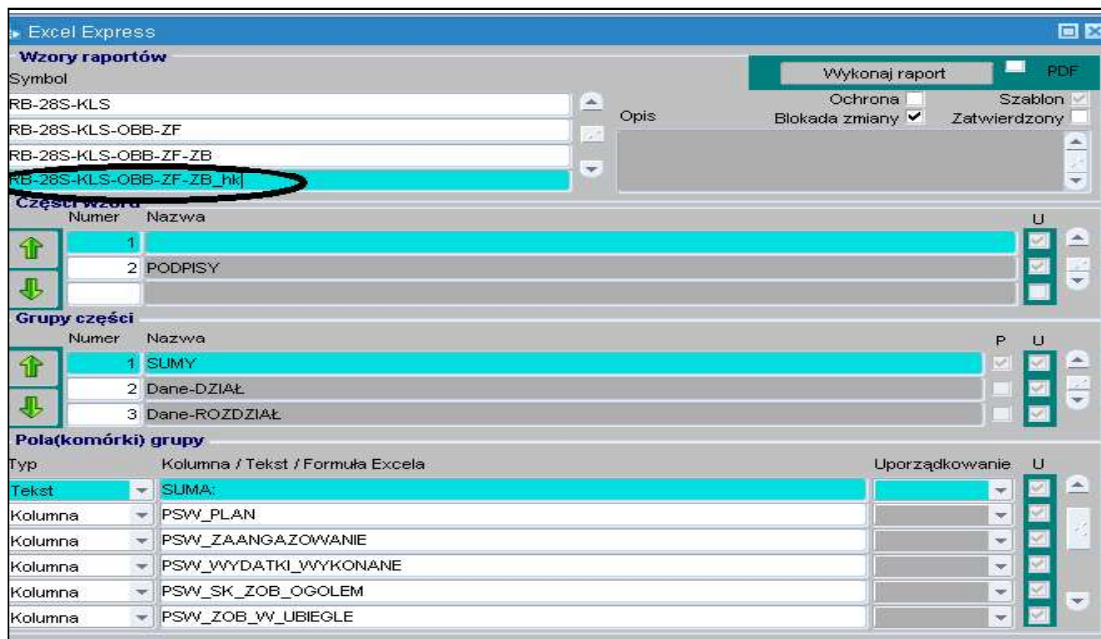 Excel Express
Wzory raportów
Symbol
Wykonaj raport PDF
RB-28S-KLS
Ochrona Szablon
Opis Blokada zmiany Zatwierdzony
RB-28S-KLS-OBB-ZF
RB-28S-KLS-OBB-ZF-ZB
RB-28S-KLS-OBB-ZF-ZB_hk
Części wzoru
Numer Nazwa U
1
2 PODPISY
Grupy części
Numer Nazwa P U
1 SUMY
2 Dane-DZIAŁ
3 Dane-ROZDZIAŁ
Pola(komórki) grupy
Typ Kolumna / Tekst / Formuła Excela Uporządkowanie U
Tekst SUMA:
Kolumna PSW_PLAN
Kolumna PSW_ZAANGAZOWANIE
Kolumna PSW_WYDATKI_WYKONANE
Kolumna PSW_SK_ZOB_OGOLEM
Kolumna PSW_ZOB_W_UBIEGLE